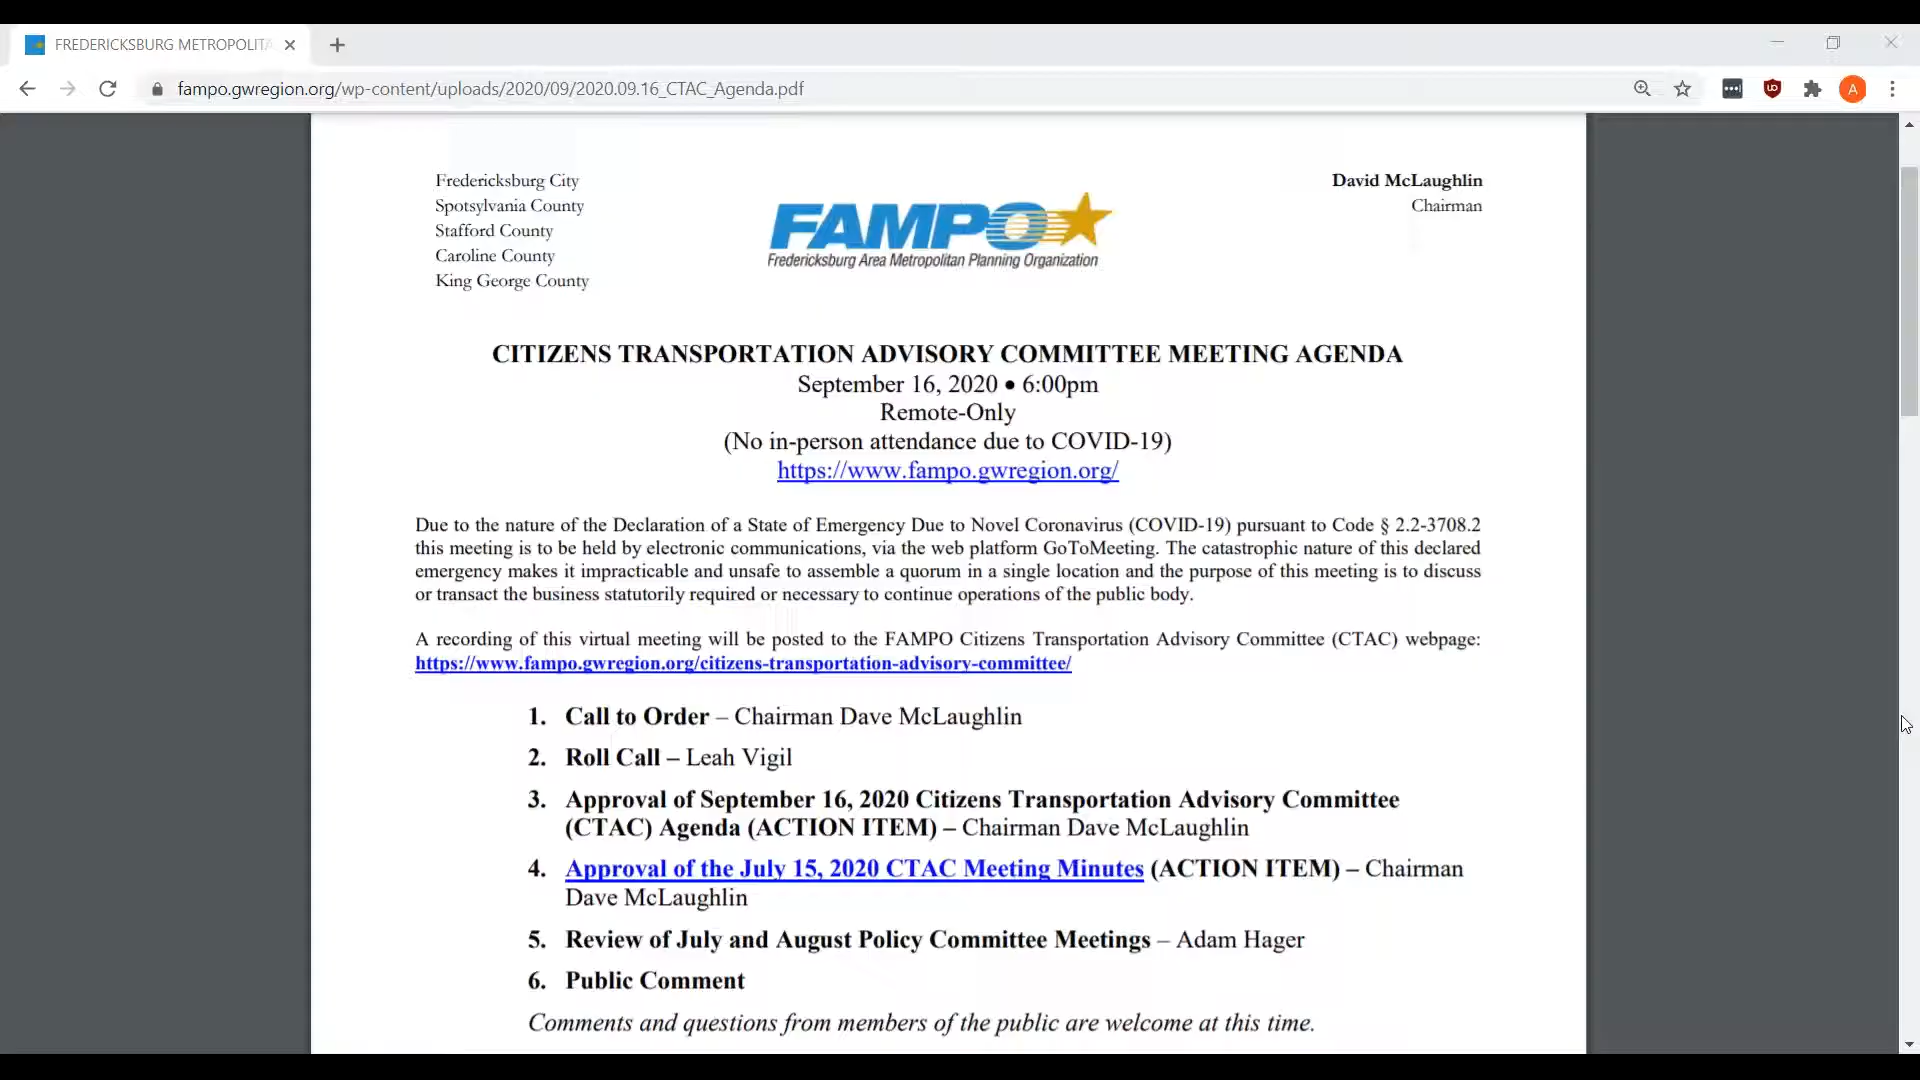 FREDERICKSBURG METROPOLITA
fampo.gwregion.org/wp-content/uploads/2020/09/2020.09.16_CTAC_Agenda.pdf
A
Fredericksburg City
Spotsylvania County
Stafford County
Caroline County
King George County
FAMPO
Fredericksburg Area Metropolitan Planning Organization
David McLaughlin
Chairman
CITIZENS TRANSPORTATION ADVISORY COMMITTEE MEETING AGENDA
September 16, 2020 • 6:00pm
Remote-Only
(No in-person attendance due to COVID-19)
https://www.fampo.gwregion.org/
Due to the nature of the Declaration of a State of Emergency Due to Novel Coronavirus (COVID-19) pursuant to Code § 2.2-3708.2
this meeting is to be held by electronic communications, via the web platform GoToMeeting. The catastrophic nature of this declared
emergency makes it impracticable and unsafe to assemble a quorum in a single location and the purpose of this meeting is to discuss
or transact the business statutorily required or necessary to continue operations of the public body.
A recording of this virtual meeting will be posted to the FAMPO Citizens Transportation Advisory Committee (CTAC) webpage:
https://www.fampo.gwregion.org/citizens-transportation-advisory-committee/
1. Call to Order – Chairman Dave McLaughlin
2. Roll Call – Leah Vigil
3. Approval of September 16, 2020 Citizens Transportation Advisory Committee
(CTAC) Agenda (ACTION ITEM) – Chairman Dave McLaughlin
4. Approval of the July 15, 2020 CTAC Meeting Minutes (ACTION ITEM) – Chairman
Dave McLaughlin
5. Review of July and August Policy Committee Meetings – Adam Hager
6. Public Comment
Comments and questions from members of the public are welcome at this time.